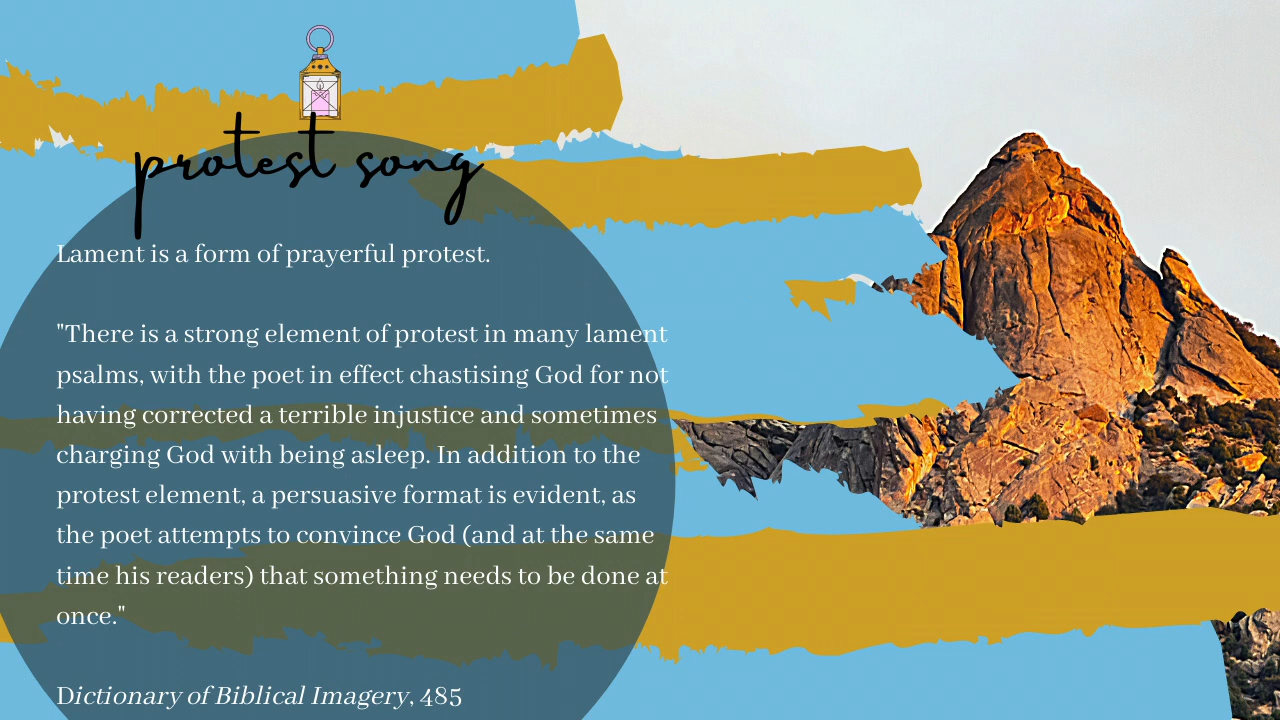 protest song
Lament is a form of prayerful protest.
"There is a strong element of protest in many lament
psalms, with the poet in effect chastising God for not
having corrected a terrible injustice and sometimes
charging God with being asleep. In addition to the
protest element, a persuasive format is evident, as
the poet attempts to convince God (and at the same
time his readers) that something needs to be done at
once."
Dictionary of Biblical Imagery, 485